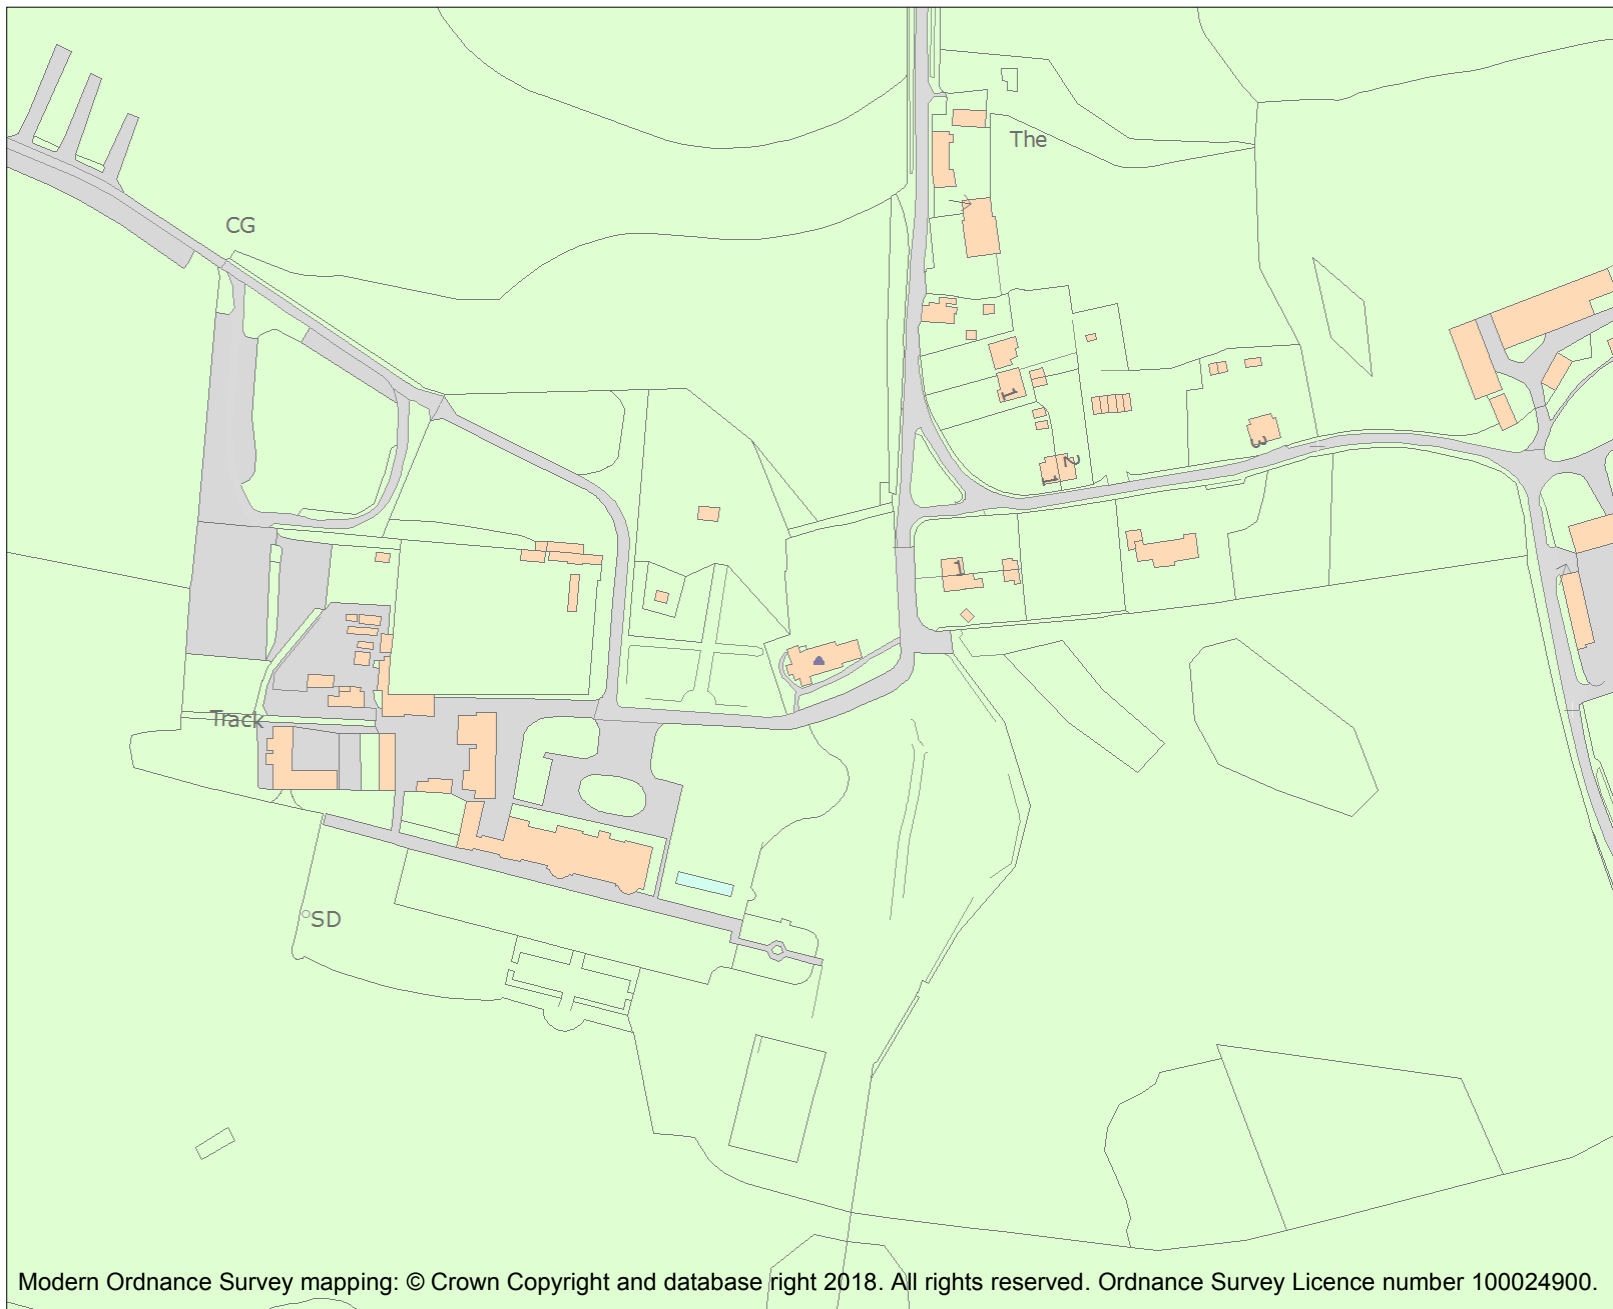 The
CG
1
3
2
1
1
Track
SD
Modern Ordnance Survey mapping: © Crown Copyright and database right 2018. All rights reserved. Ordnance Survey Licence number 100024900.